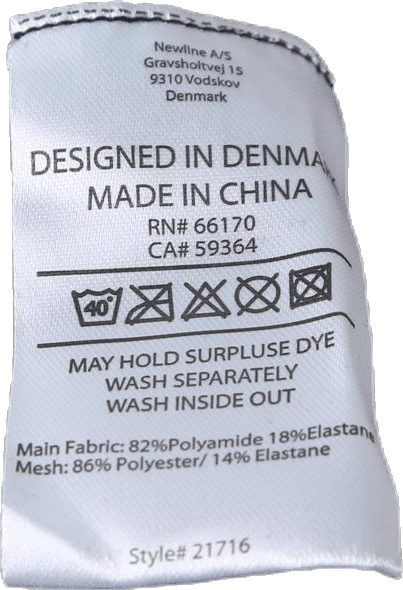 Newline A/S
Gravsholtvej 15
9310 Vodskov
Denmark
DESIGNED IN DENMARK
MADE IN CHINA
RN# 66170
CA# 59364
40°
MAY HOLD SURPLUSE DYE
WASH SEPARATELY
WASH INSIDE OUT
Main Fabric: 82%Polyamide 18%Elastane
Mesh: 86% Polyester/ 14% Elastane
Style# 21716